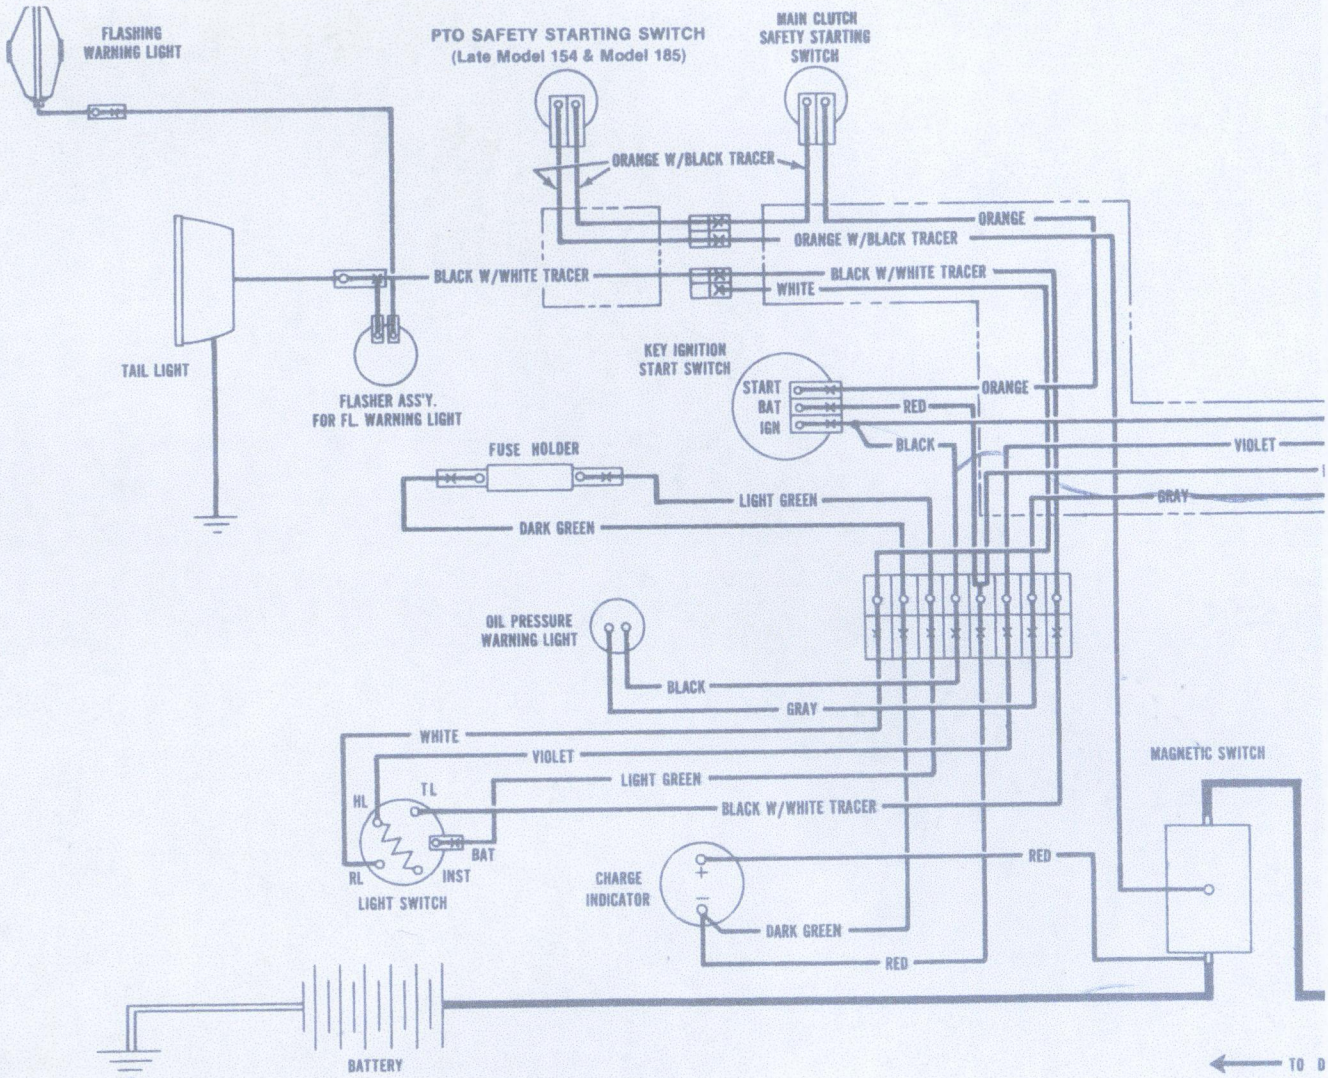 FLASHING
WARNING LIGHT
PTO SAFETY STARTING SWITCH
(Late Model 154 & Model 185)
MAIN CLUTCH
SAFETY STARTING
SWITCH
ORANGE W/BLACK TRACER
ORANGE
ORANGE W/BLACK TRACER
BLACK W/WHITE TRACER
BLACK W/WHITE TRACER
WHITE
TAIL LIGHT
FLASHER ASS'Y.
FOR FL. WARNING LIGHT
KEY IGNITION
START SWITCH
START
BAT
IGN
ORANGE
RED
BLACK
VIOLET
FUSE HOLDER
LIGHT GREEN
GRAY
DARK GREEN
OIL PRESSURE
WARNING LIGHT
BLACK
GRAY
WHITE
VIOLET
LIGHT GREEN
BLACK W/WHITE TRACER
MAGNETIC SWITCH
HL
TL
BAT
RL
INST
LIGHT SWITCH
CHARGE
INDICATOR
+
−
RED
DARK GREEN
RED
BATTERY
TO D